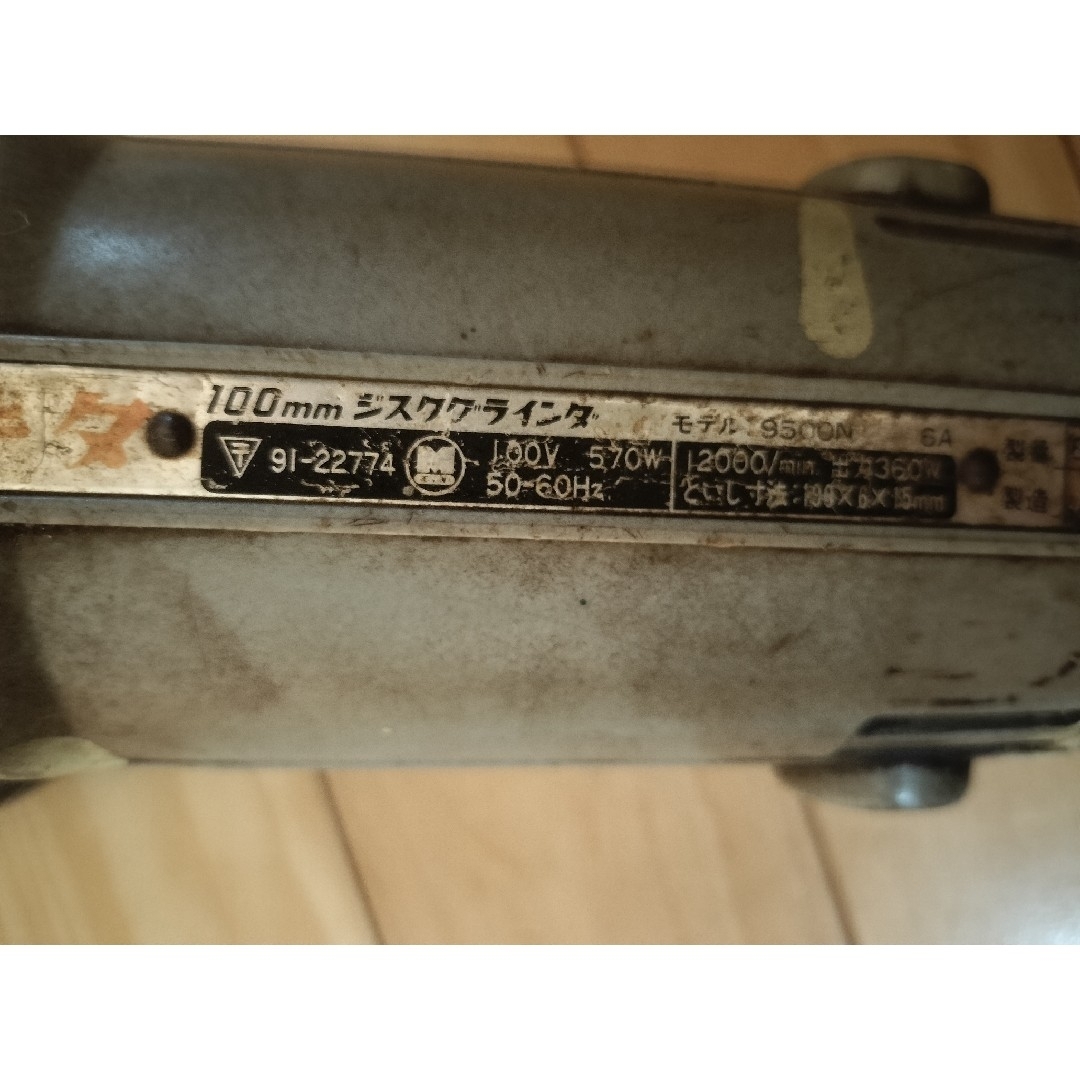 ータ
100mm ジスクグラインダ
モデル 9500N 6A
〒 91-22774 M 100V 570W
50-60Hz
12000/min. 出力360W
といし寸法:100×6×15mm
製番
製造